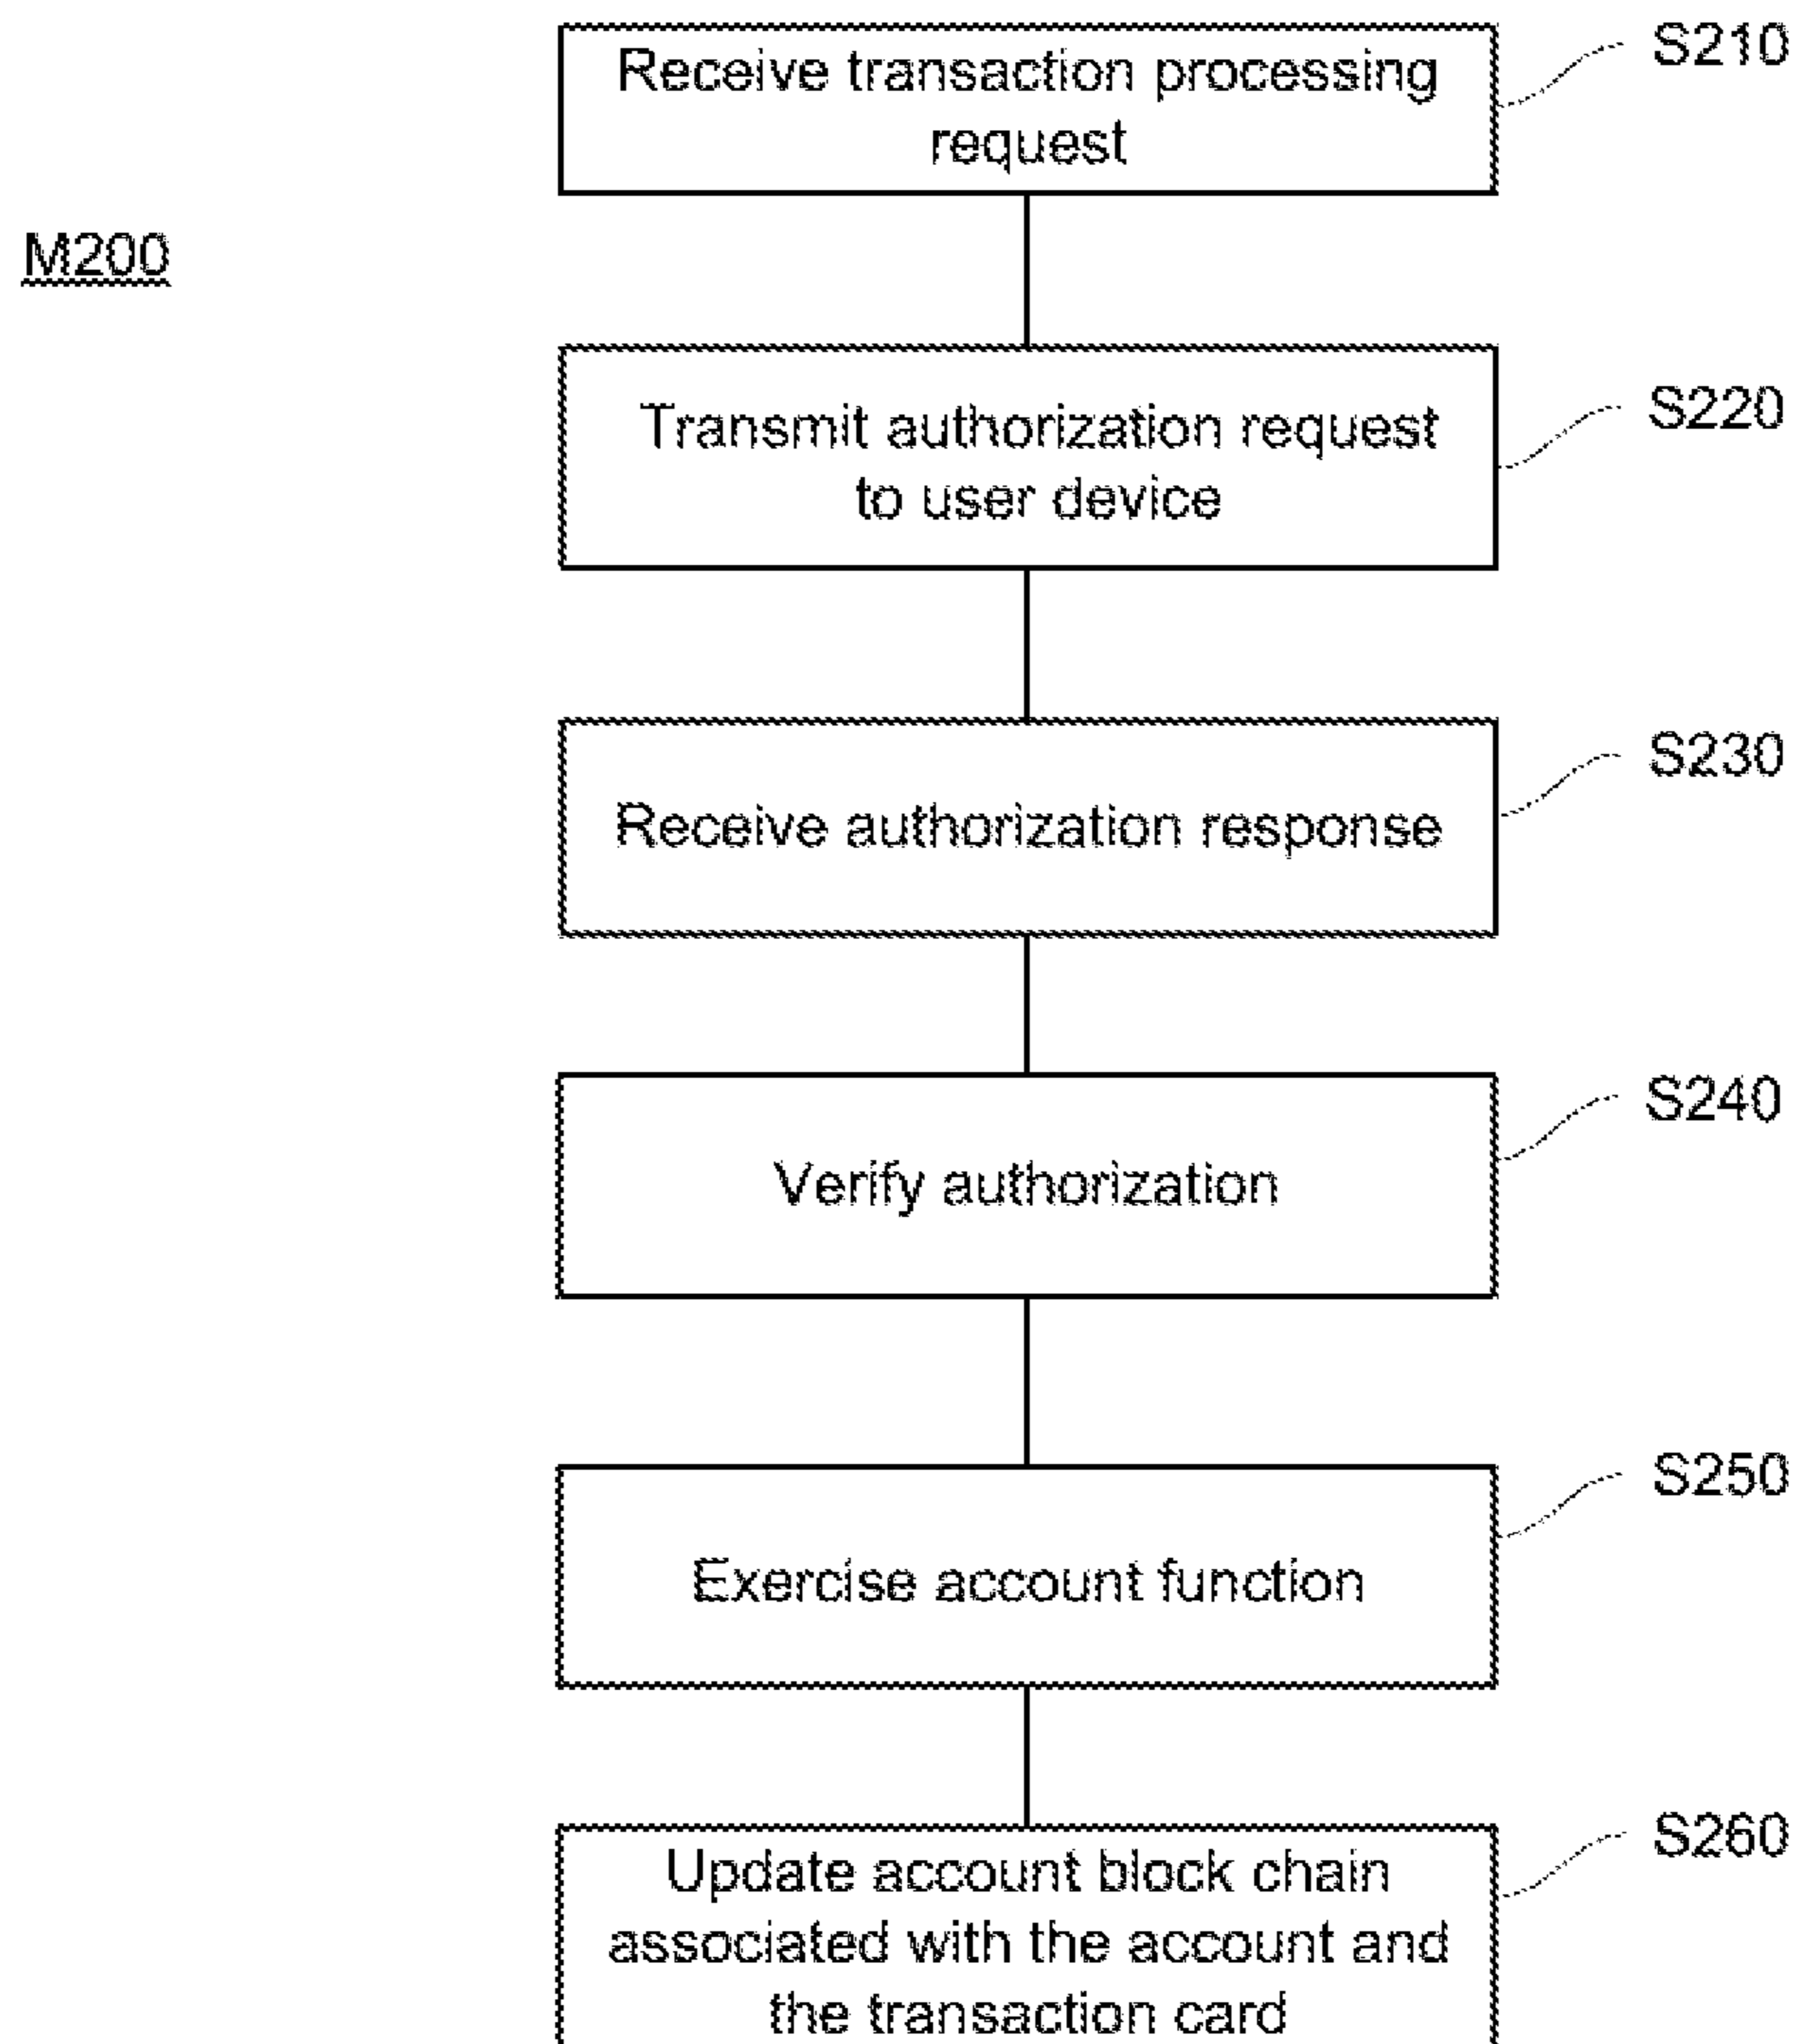 Receive transaction processing
request
S210
M200
Transmit authorization request
to user device
S220
Receive authorization response
S230
Verify authorization
S240
Exercise account function
S250
Update account block chain
associated with the account and
the transaction card
S260